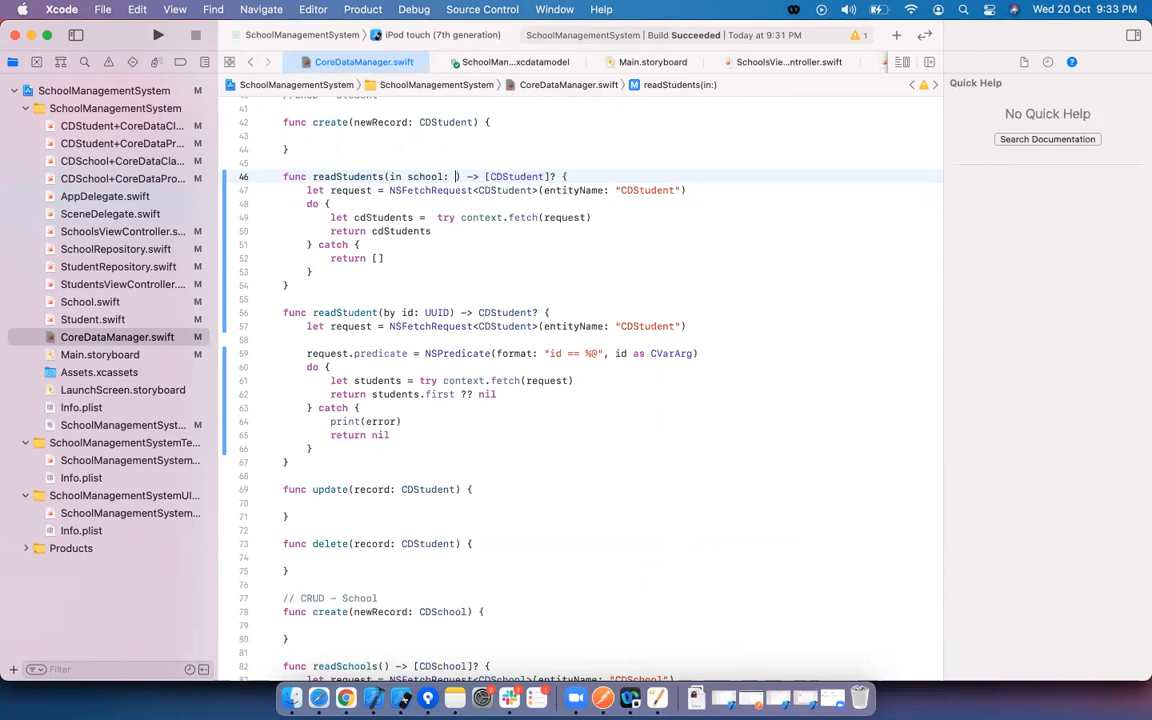 Xcode File Edit View Find Navigate Editor Product Debug Source Control Window Help Wed 20 Oct 9:33 PM
SchoolManagementSystem iPod touch (7th generation) SchoolManagementSystem | Build Succeeded | Today at 9:31 PM 1
CoreDataManager.swift SchoolMan...xcdatamodel Main.storyboard SchoolsVie...ntroller.swift
SchoolManagementSystem SchoolManagementSystem CoreDataManager.swift M readStudents(in:)
Quick Help
No Quick Help
Search Documentation
SchoolManagementSystem M
SchoolManagementSystem
CDStudent+CoreDataCl... M
CDStudent+CoreDataPr... M
CDSchool+CoreDataClas... M
CDSchool+CoreDataPro... M
AppDelegate.swift
SceneDelegate.swift
SchoolsViewController.s... M
SchoolRepository.swift M
StudentRepository.swift M
StudentsViewController.... M
School.swift M
Student.swift M
CoreDataManager.swift M
Main.storyboard M
Assets.xcassets
LaunchScreen.storyboard
Info.plist
SchoolManagementSyst... M
SchoolManagementSystemTe...
SchoolManagementSystem...
Info.plist
SchoolManagementSystemUI...
SchoolManagementSystem...
Info.plist
Products
Filter
41
42 func create(newRecord: CDStudent) {
43
44 }
45
46 func readStudents(in school: ) -> [CDStudent]? {
47 let request = NSFetchRequest<CDStudent>(entityName: "CDStudent")
48 do {
49 let cdStudents = try context.fetch(request)
50 return cdStudents
51 } catch {
52 return []
53 }
54 }
55
56 func readStudent(by id: UUID) -> CDStudent? {
57 let request = NSFetchRequest<CDStudent>(entityName: "CDStudent")
58
59 request.predicate = NSPredicate(format: "id == %@", id as CVarArg)
60 do {
61 let students = try context.fetch(request)
62 return students.first ?? nil
63 } catch {
64 print(error)
65 return nil
66 }
67 }
68
69 func update(record: CDStudent) {
70
71 }
72
73 func delete(record: CDStudent) {
74
75 }
76
77 // CRUD - School
78 func create(newRecord: CDSchool) {
79
80 }
81
82 func readSchools() -> [CDSchool]? {